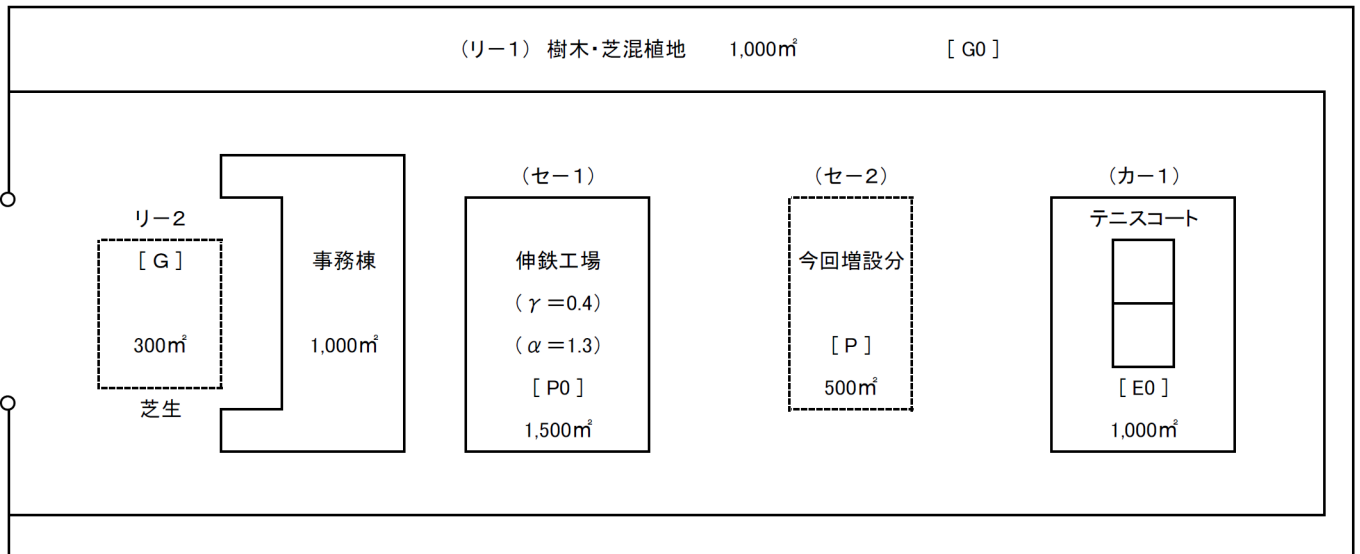 （リー１） 樹木・芝混植地 1,000㎡ [ G0 ]
リー２
[ G ]
300㎡
芝生
事務棟
1,000㎡
（セー１）
伸鉄工場
（γ＝0.4）
（α＝1.3）
[ P0 ]
1,500㎡
（セー２）
今回増設分
[ P ]
500㎡
（カー１）
テニスコート
[ E0 ]
1,000㎡